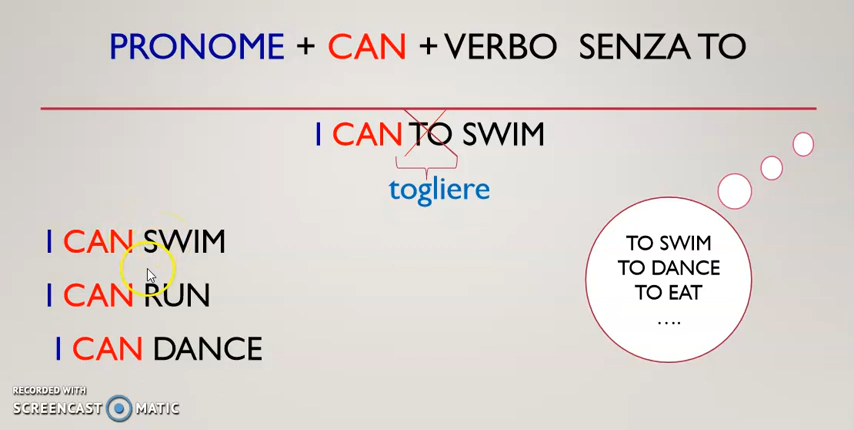 PRONOME + CAN + VERBO SENZA TO
I CAN TO SWIM
togliere
I CAN SWIM
I CAN RUN
I CAN DANCE
TO SWIM
TO DANCE
TO EAT
....
RECORDED WITH
SCREENCAST MATIC